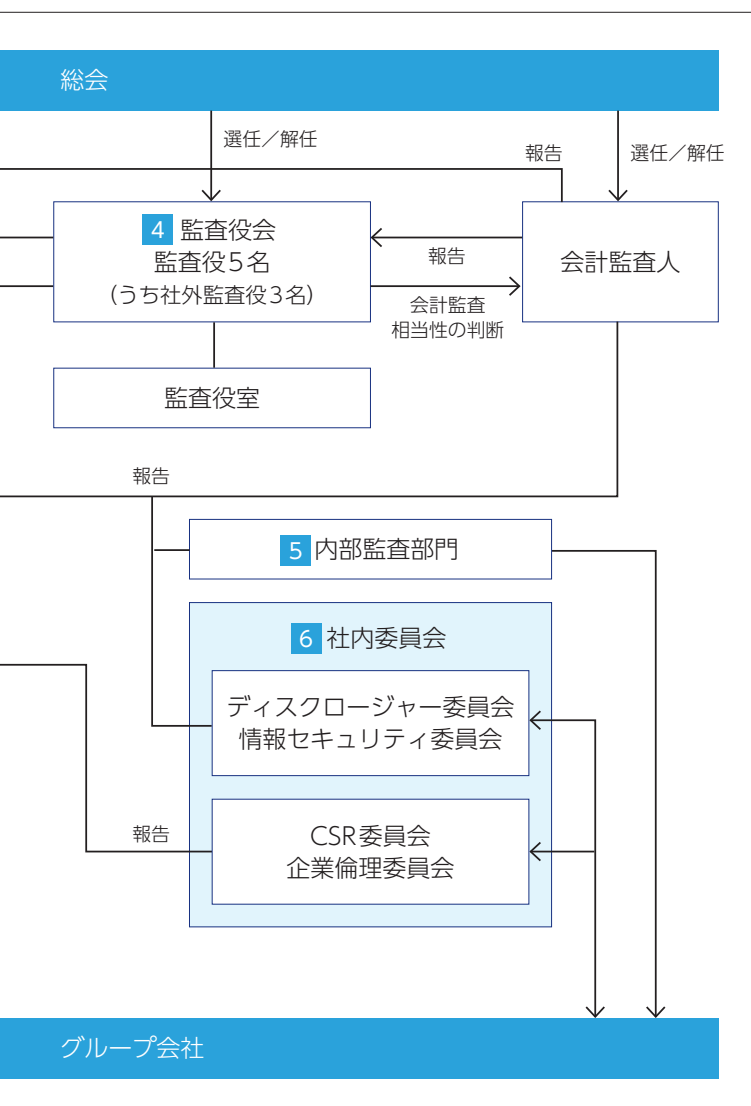 総会
選任／解任
報告
選任／解任
4 監査役会
監査役5名
（うち社外監査役3名）
報告
会計監査人
会計監査
相当性の判断
監査役室
報告
5 内部監査部門
6 社内委員会
ディスクロージャー委員会
情報セキュリティ委員会
報告
CSR委員会
企業倫理委員会
グループ会社